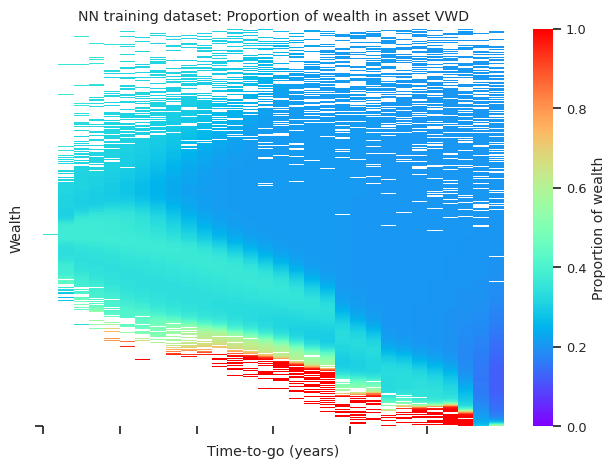 NN training dataset: Proportion of wealth in asset VWD
1.0
0.8
0.6
0.4
0.2
0.0
Proportion of wealth
Wealth
Time-to-go (years)